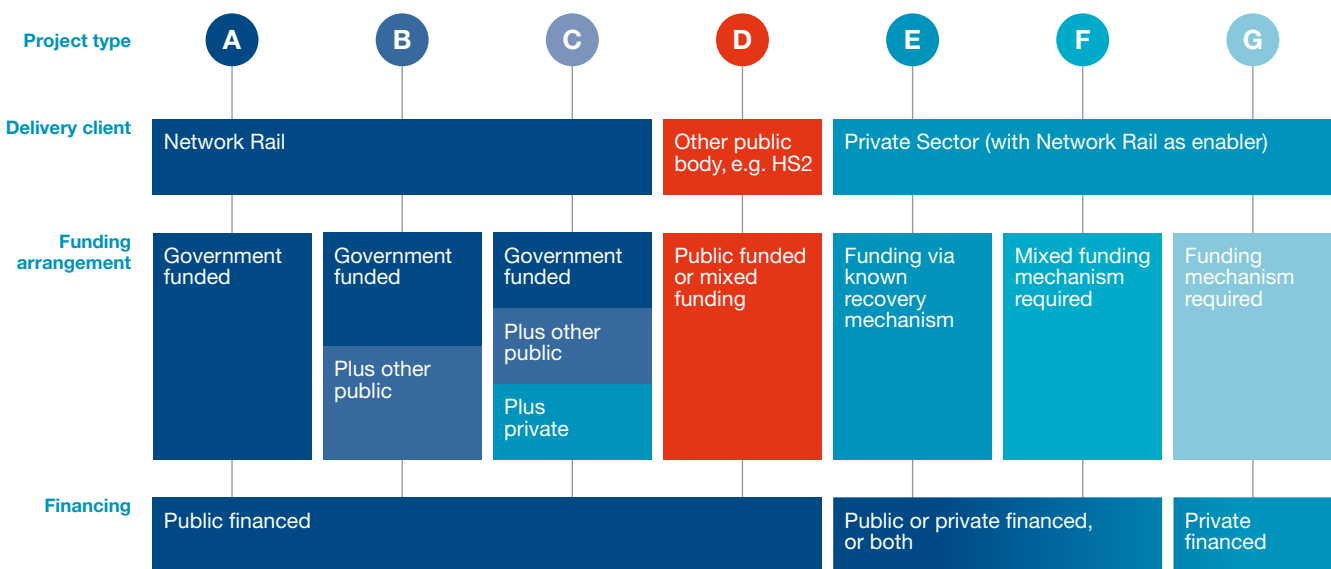 Project type
A
B
C
D
E
F
G
Delivery client
Network Rail
Other public
body, e.g. HS2
Private Sector (with Network Rail as enabler)
Funding
arrangement
Government
funded
Government
funded
Plus other
public
Government
funded
Plus other
public
Plus
private
Public funded
or mixed
funding
Funding via
known
recovery
mechanism
Mixed funding
mechanism
required
Funding
mechanism
required
Financing
Public financed
Public or private financed,
or both
Private
financed